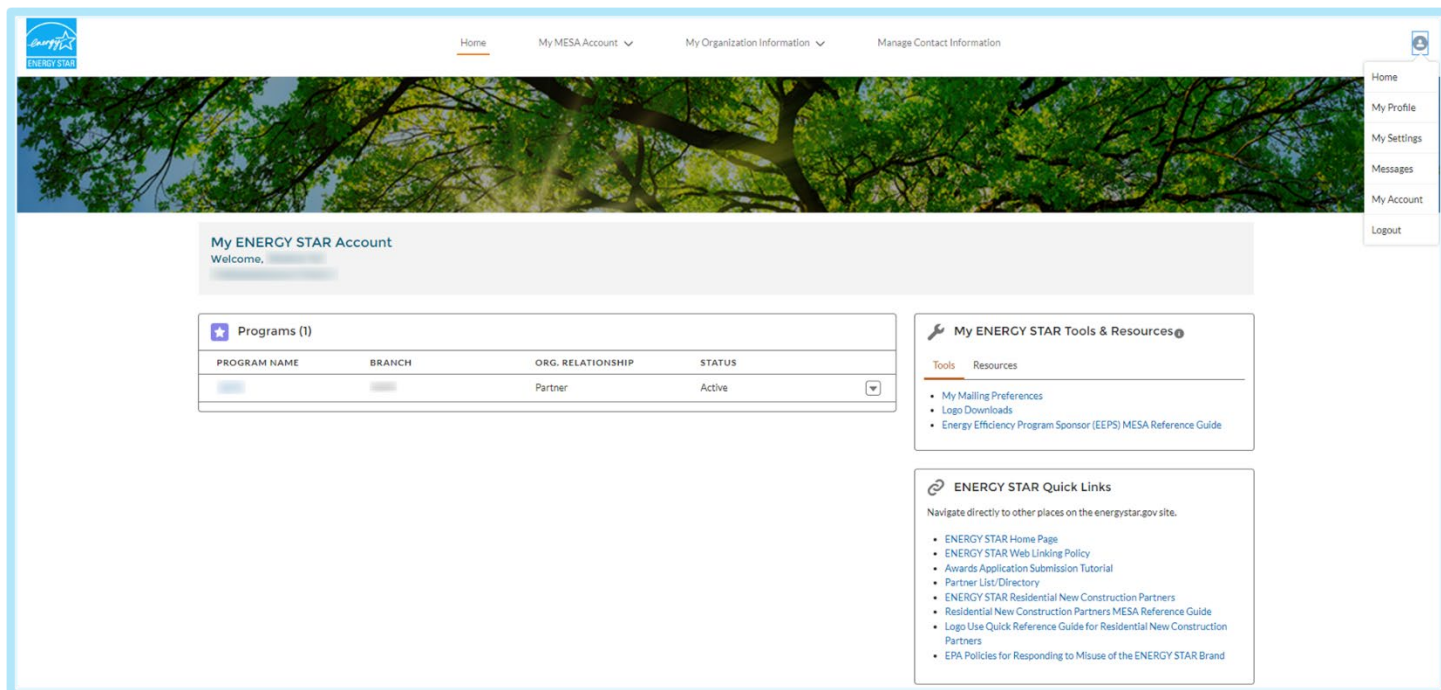 energy
ENERGY STAR
Home
My MESA Account
My Organization Information
Manage Contact Information
Home
My Profile
My Settings
Messages
My Account
Logout
My ENERGY STAR Account
Welcome,
Programs (1)
PROGRAM NAME BRANCH ORG. RELATIONSHIP STATUS
Partner Active
My ENERGY STAR Tools & Resources
Tools Resources
• My Mailing Preferences
• Logo Downloads
• Energy Efficiency Program Sponsor (EEPS) MESA Reference Guide
ENERGY STAR Quick Links
Navigate directly to other places on the energystar.gov site.
• ENERGY STAR Home Page
• ENERGY STAR Web Linking Policy
• Awards Application Submission Tutorial
• Partner List/Directory
• ENERGY STAR Residential New Construction Partners
• Residential New Construction Partners MESA Reference Guide
• Logo Use Quick Reference Guide for Residential New Construction
Partners
• EPA Policies for Responding to Misuse of the ENERGY STAR Brand